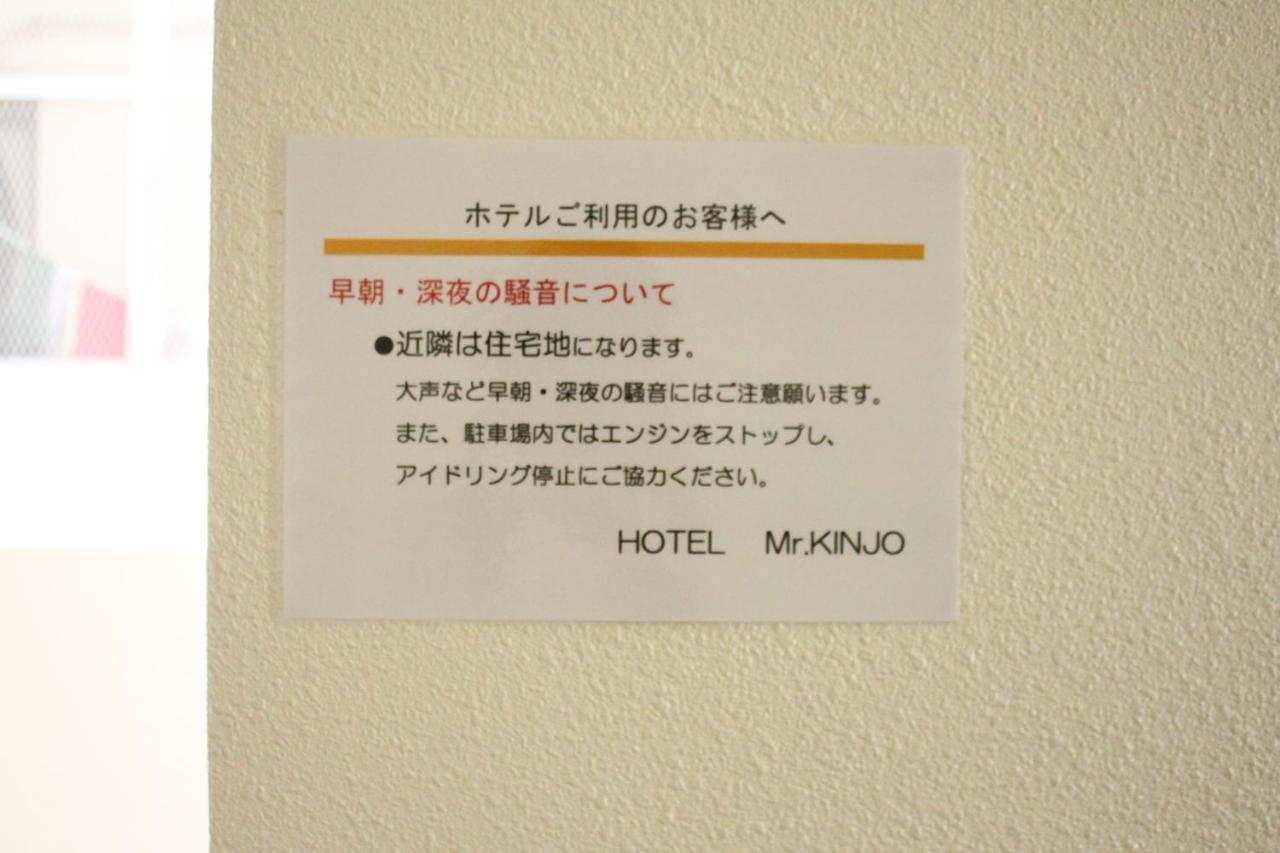 ホテルご利用のお客様へ
早朝・深夜の騒音について
●近隣は住宅地になります。
大声など早朝・深夜の騒音にはご注意願います。
また、駐車場内ではエンジンをストップし、
アイドリング停止にご協力ください。
HOTEL Mr.KINJO